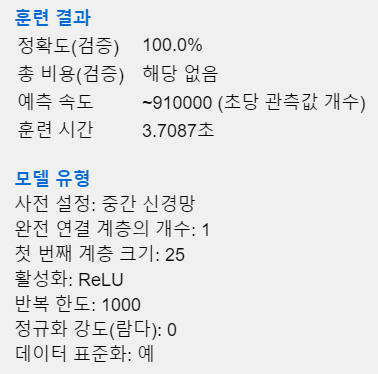 훈련 결과
정확도(검증) 100.0%
총 비용(검증) 해당 없음
예측 속도 ~910000 (초당 관측값 개수)
훈련 시간 3.7087초
모델 유형
사전 설정: 중간 신경망
완전 연결 계층의 개수: 1
첫 번째 계층 크기: 25
활성화: ReLU
반복 한도: 1000
정규화 강도(람다): 0
데이터 표준화: 예